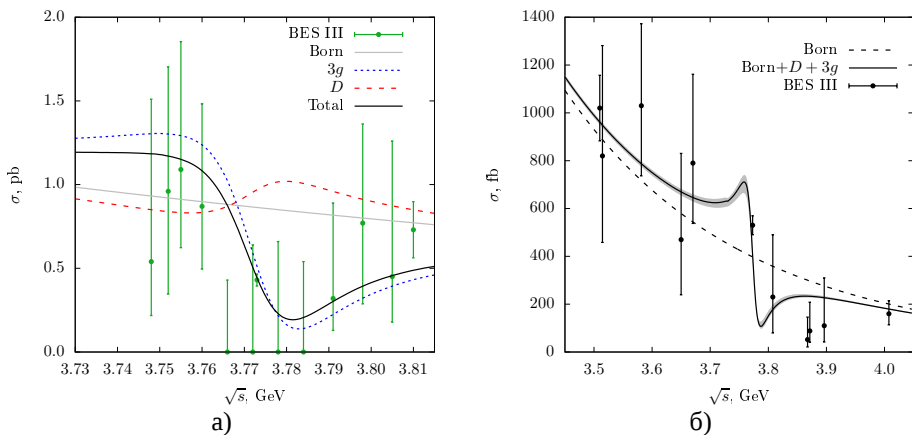 2.0
1.5
1.0
0.5
0.0
σ, pb
BES III
Born
3g
D
Total
3.73 3.74 3.75 3.76 3.77 3.78 3.79 3.80 3.81
√s, GeV
а)
1400
1200
1000
800
600
400
200
0
σ, fb
Born
Born+D + 3g
BES III
3.5 3.6 3.7 3.8 3.9 4.0
√s, GeV
б)